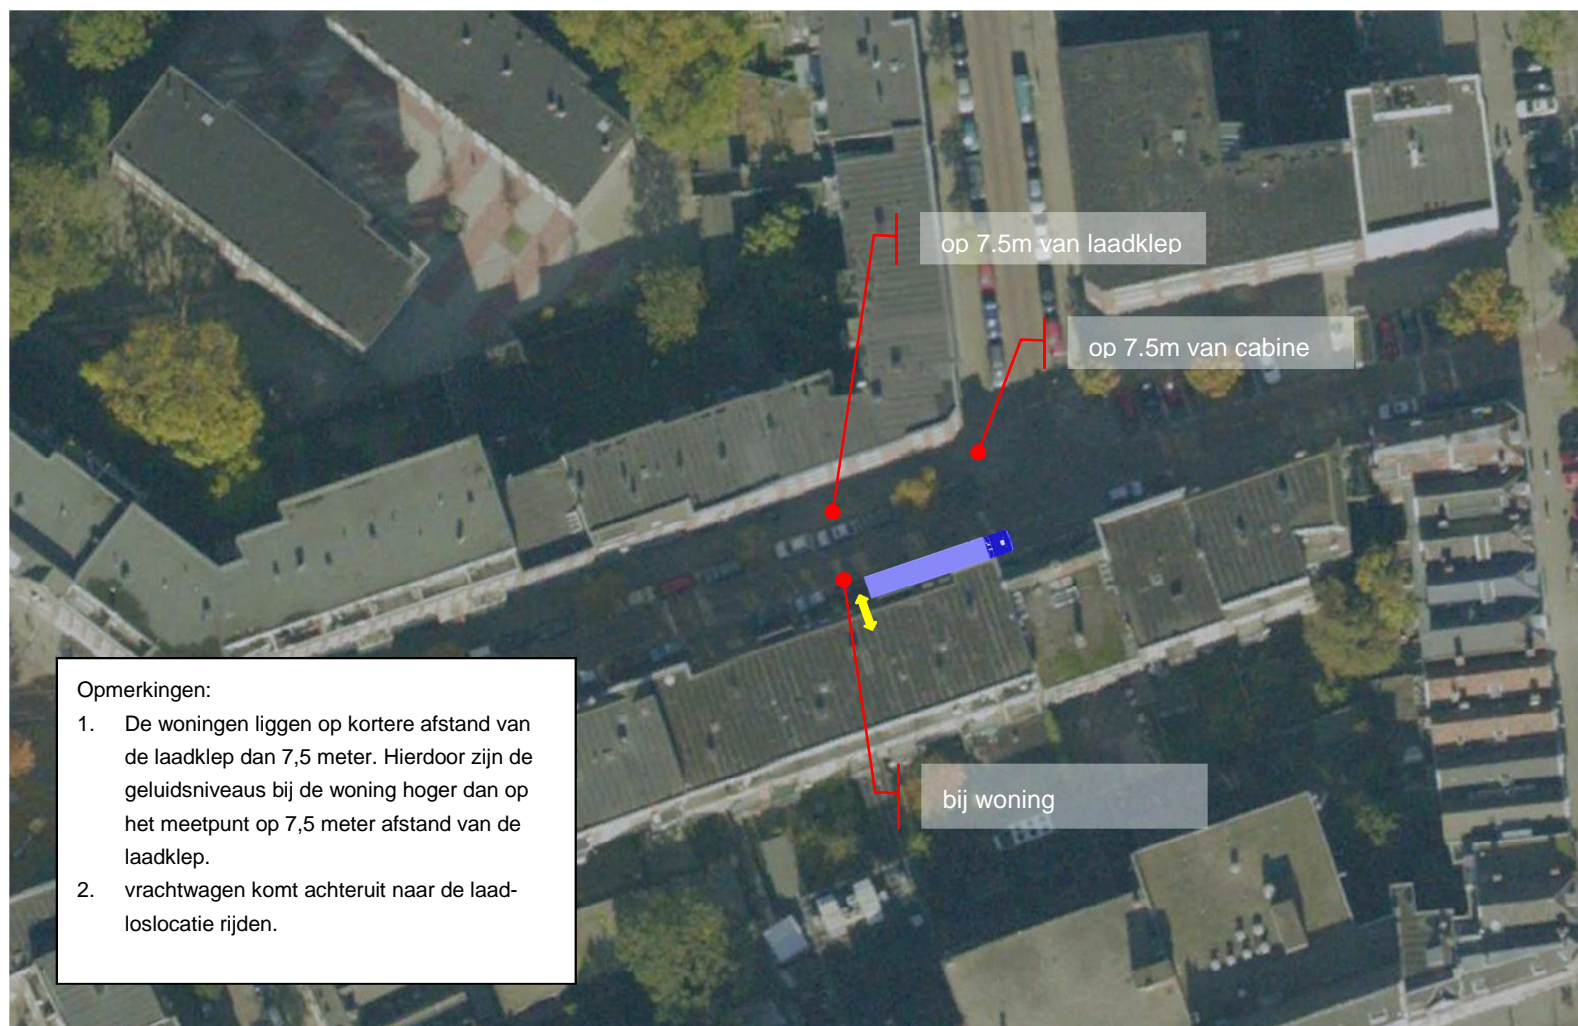 op 7.5m van laadklep
op 7.5m van cabine
Opmerkingen:
1. De woningen liggen op kortere afstand van
de laadklep dan 7,5 meter. Hierdoor zijn de
geluidsniveaus bij de woning hoger dan op
het meetpunt op 7,5 meter afstand van de
laadklep.
2. vrachtwagen komt achteruit naar de laad-
loslocatie rijden.
bij woning